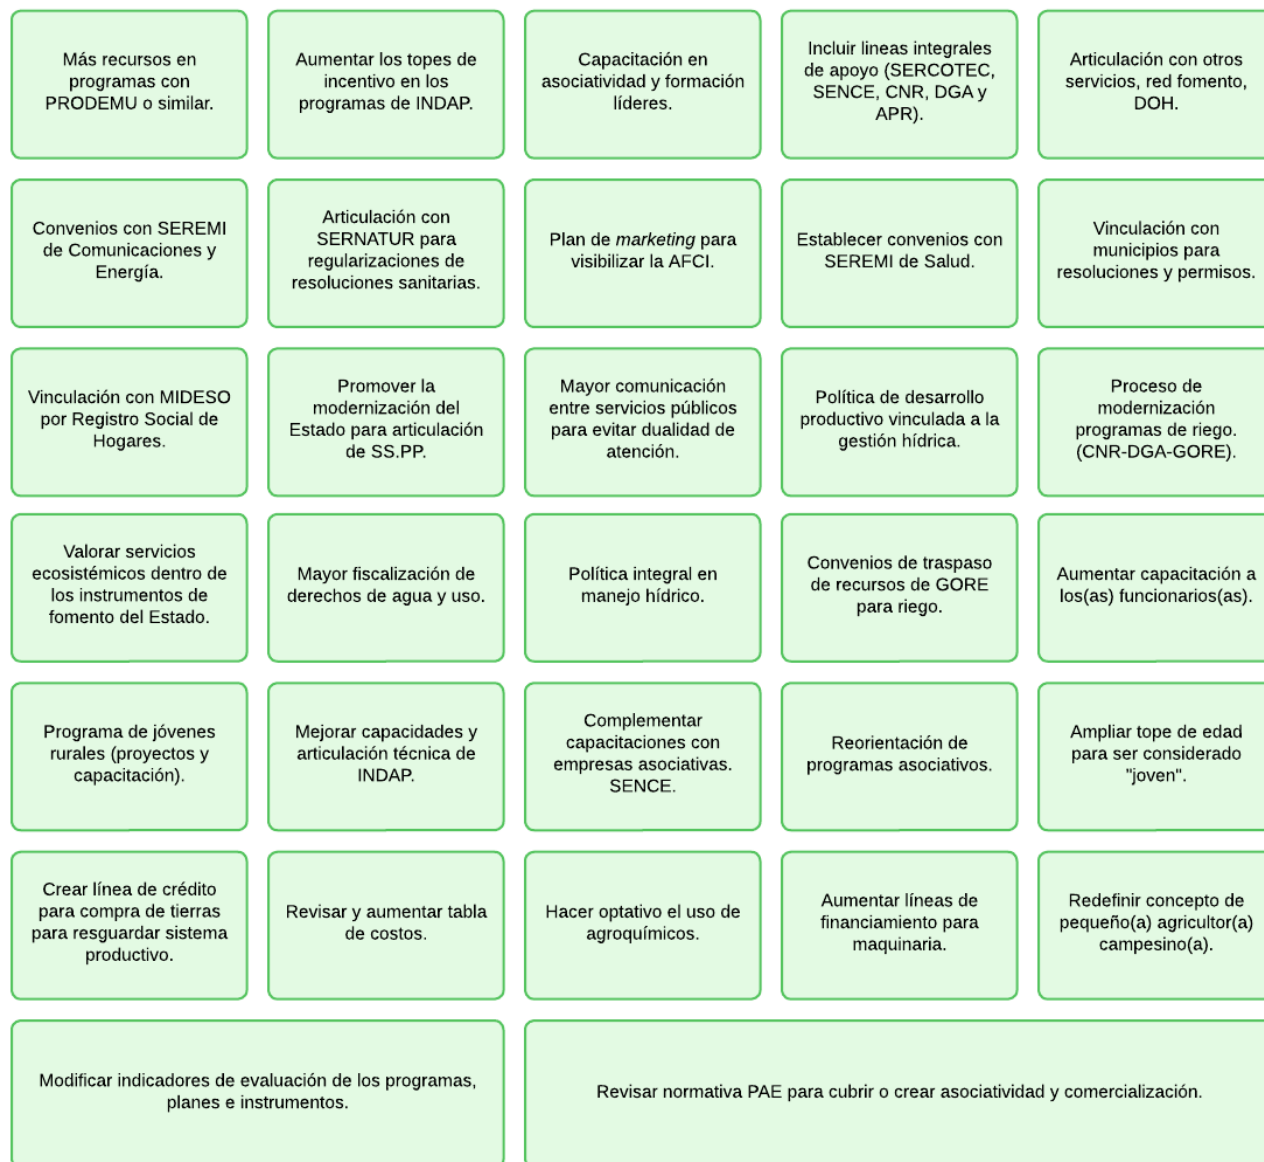 Más recursos en
programas con
PRODEMU o similar.
Aumentar los topes de
incentivo en los
programas de INDAP.
Capacitación en
asociatividad y formación
líderes.
Incluir lineas integrales
de apoyo (SERCOTEC,
SENCE, CNR, DGA y
APR).
Articulación con otros
servicios, red fomento,
DOH.
Convenios con SEREMI
de Comunicaciones y
Energía.
Articulación con
SERNATUR para
regularizaciones de
resoluciones sanitarias.
Plan de marketing para
visibilizar la AFCI.
Establecer convenios con
SEREMI de Salud.
Vinculación con
municipios para
resoluciones y permisos.
Vinculación con MIDESO
por Registro Social de
Hogares.
Promover la
modernización del
Estado para articulación
de SS.PP.
Mayor comunicación
entre servicios públicos
para evitar dualidad de
atención.
Política de desarrollo
productivo vinculada a la
gestión hídrica.
Proceso de
modernización
programas de riego.
(CNR-DGA-GORE).
Valorar servicios
ecosistémicos dentro de
los instrumentos de
fomento del Estado.
Mayor fiscalización de
derechos de agua y uso.
Política integral en
manejo hídrico.
Convenios de traspaso
de recursos de GORE
para riego.
Aumentar capacitación a
los(as) funcionarios(as).
Programa de jóvenes
rurales (proyectos y
capacitación).
Mejorar capacidades y
articulación técnica de
INDAP.
Complementar
capacitaciones con
empresas asociativas.
SENCE.
Reorientación de
programas asociativos.
Ampliar tope de edad
para ser considerado
"joven".
Crear línea de crédito
para compra de tierras
para resguardar sistema
productivo.
Revisar y aumentar tabla
de costos.
Hacer optativo el uso de
agroquímicos.
Aumentar líneas de
financiamiento para
maquinaria.
Redefinir concepto de
pequeño(a) agricultor(a)
campesino(a).
Modificar indicadores de evaluación de los programas,
planes e instrumentos.
Revisar normativa PAE para cubrir o crear asociatividad y comercialización.